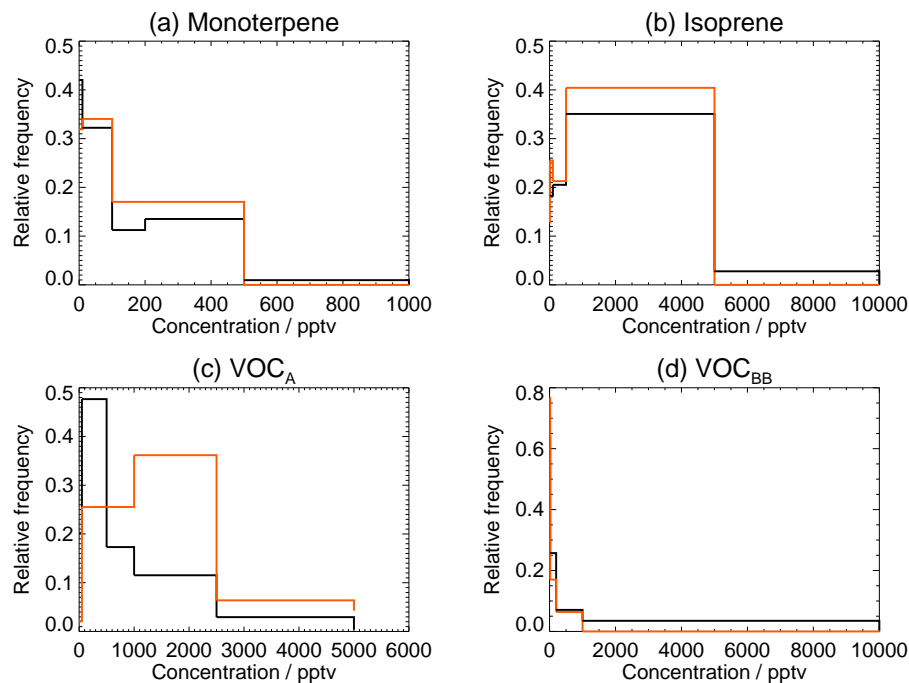 (a) Monoterpene
(b) Isoprene
0.5
0.4
0.3
0.2
0.1
0.0
Relative frequency
0 200 400 600 800 1000
Concentration / pptv
0.5
0.4
0.3
0.2
0.1
0.0
Relative frequency
0 2000 4000 6000 8000 10000
Concentration / pptv
(c) VOC_A
(d) VOC_BB
0.5
0.4
0.3
0.2
0.1
0.0
Relative frequency
0 1000 2000 3000 4000 5000 6000
Concentration / pptv
0.8
0.6
0.4
0.2
0.0
Relative frequency
0 2000 4000 6000 8000 10000
Concentration / pptv